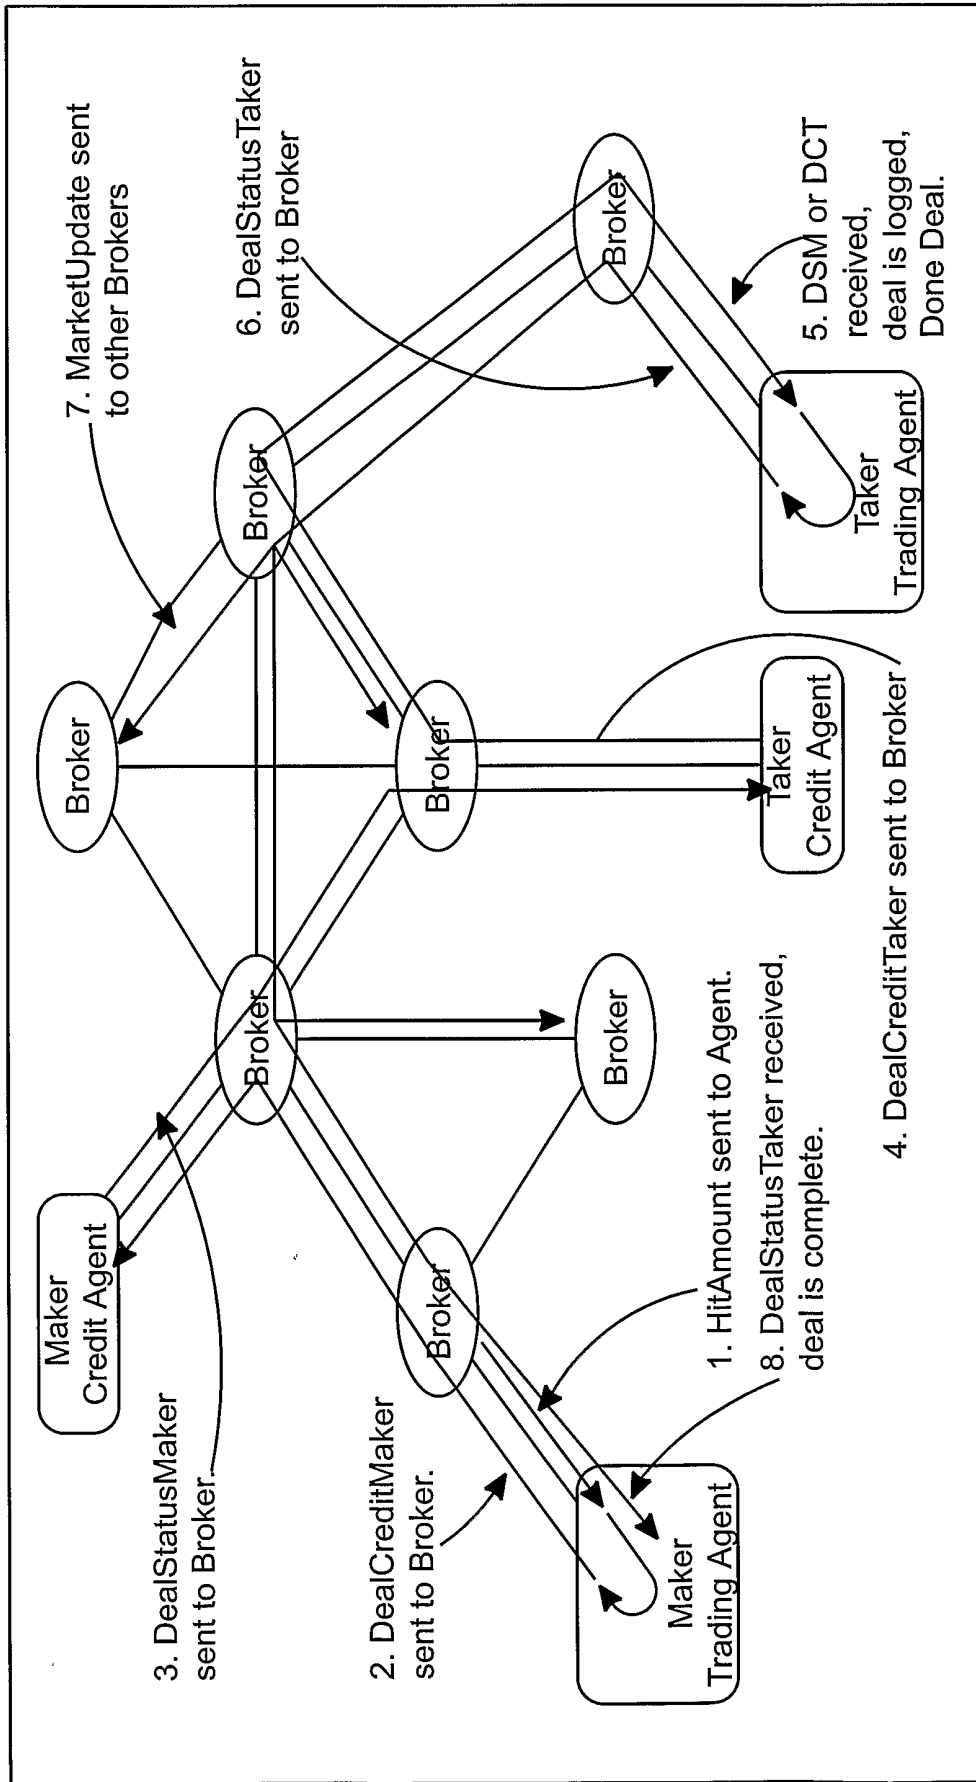 Maker
Credit Agent
Broker
7. MarketUpdate sent
to other Brokers
3. DealStatusMaker
sent to Broker.
Broker
Broker
6. DealStatusTaker
sent to Broker
2. DealCreditMaker
sent to Broker.
Broker
Broker
Maker
Trading Agent
Broker
Broker
1. HitAmount sent to Agent.
8. DealStatusTaker received,
deal is complete.
Taker
Credit Agent
Taker
Trading Agent
5. DSM or DCT
received,
deal is logged,
Done Deal.
4. DealCreditTaker sent to Broker